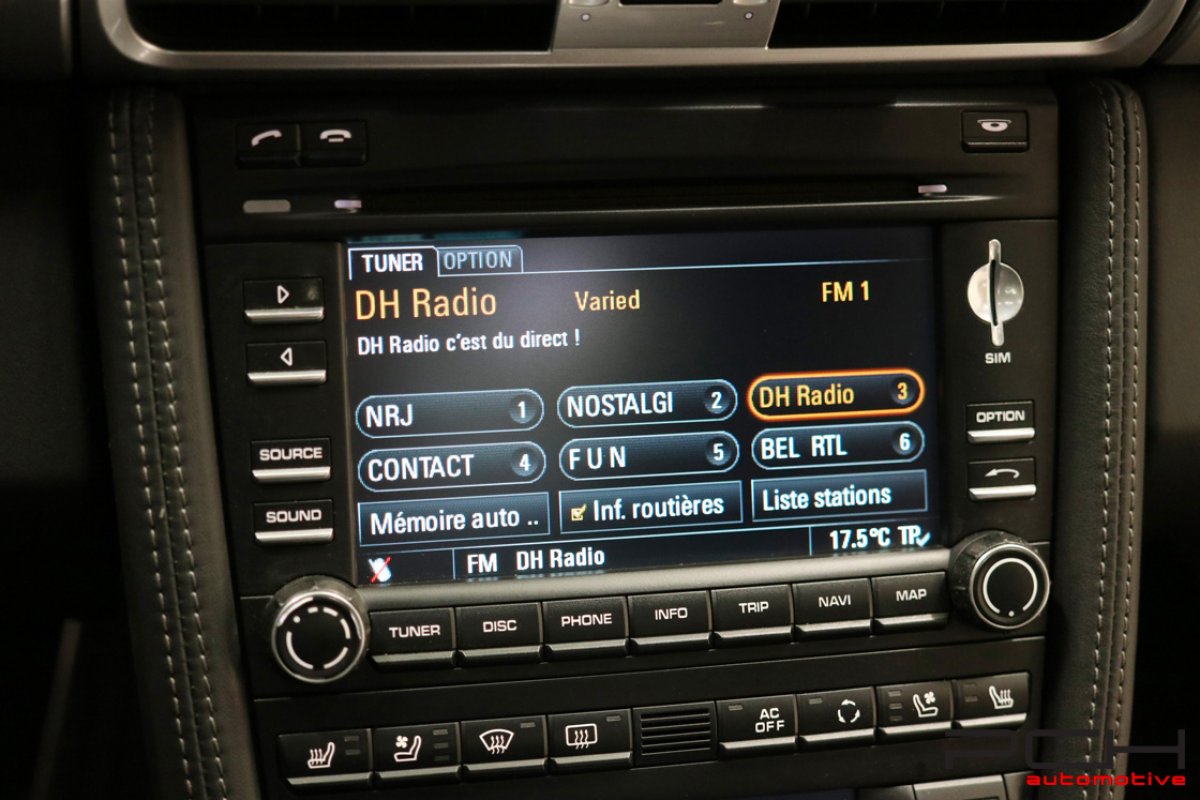 TUNER OPTION
DH Radio Varied FM 1
DH Radio c'est du direct !
NRJ 1 NOSTALGI 2 DH Radio 3
CONTACT 4 F U N 5 BEL RTL 6
Mémoire auto .. Inf. routières Liste stations
FM DH Radio 17.5°C TP
SOURCE
SOUND
SIM
OPTION
TUNER DISC PHONE INFO TRIP NAVI MAP
AC OFF
PCH
automotive